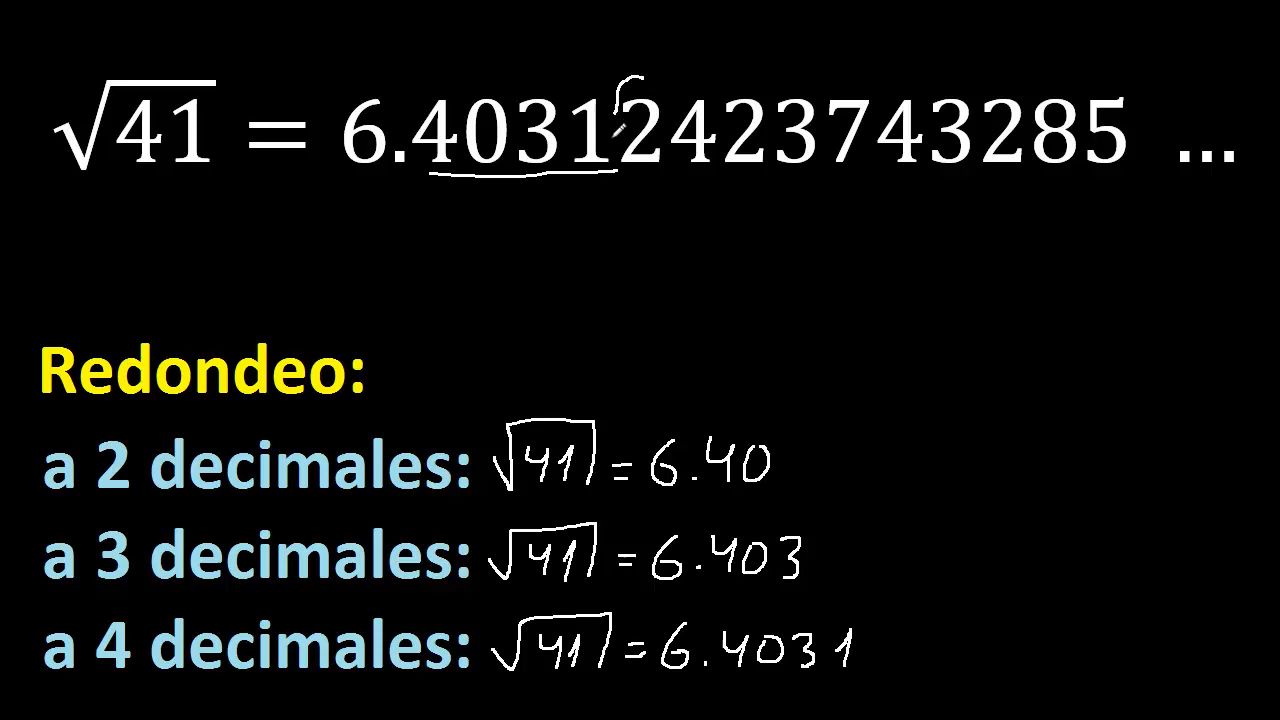 √41 = 6.40312423743285 ...
Redondeo:
a 2 decimales: √41 = 6.40
a 3 decimales: √41 = 6.403
a 4 decimales: √41 = 6.4031